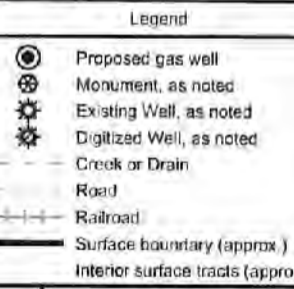 Legend
Proposed gas well
Monument, as noted
Existing Well, as noted
Digitized Well, as noted
Creek or Drain
Road
Railroad
Surface boundary (approx.)
Interior surface tracts (appro